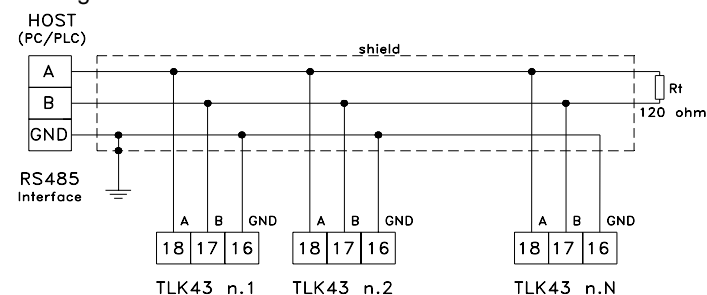 HOST
(PC/PLC)
shield
A
B
GND
Rt
120 ohm
RS485
Interface
A B GND
A B GND
A B GND
18 17 16
18 17 16
18 17 16
TLK43 n.1
TLK43 n.2
TLK43 n.N